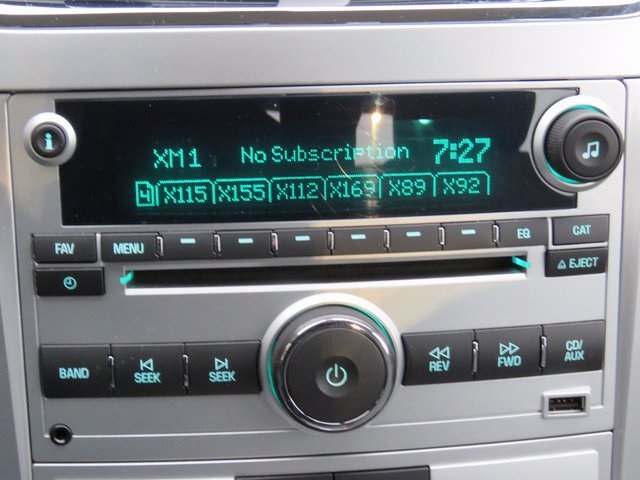 XM1 No Subscription 7:27
4 X115 X155 X112 X169 X89 X92
FAV MENU EQ CAT
EJECT
BAND SEEK SEEK REV FWD CD/AUX